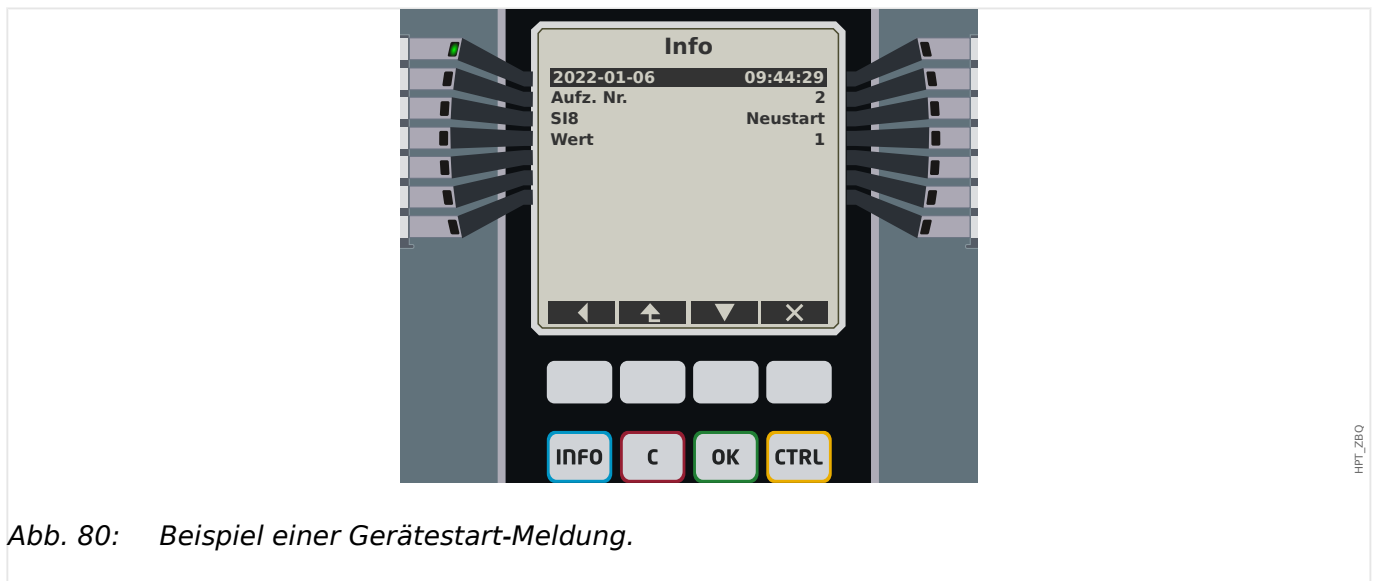 Info
2022-01-06 09:44:29
Aufz. Nr. 2
SI8 Neustart
Wert 1
INFO C OK CTRL
HPT_ZBQ
Abb. 80: Beispiel einer Gerätestart-Meldung.